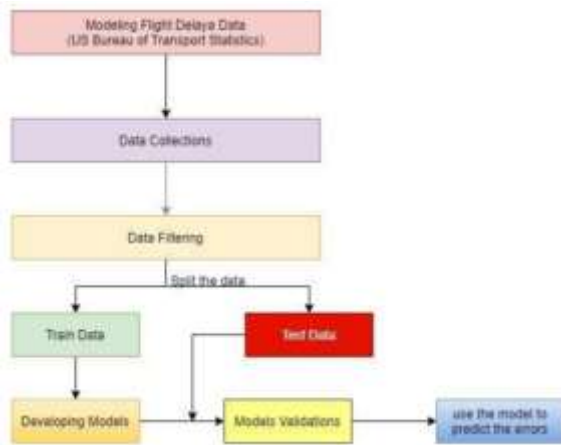 Modeling Flight Delaya Data
(US Bureau of Transport Statistics)
Data Collections
Data Filtering
Split the data
Train Data
Test Data
Developing Models
Models Validations
use the model to
predict the errors